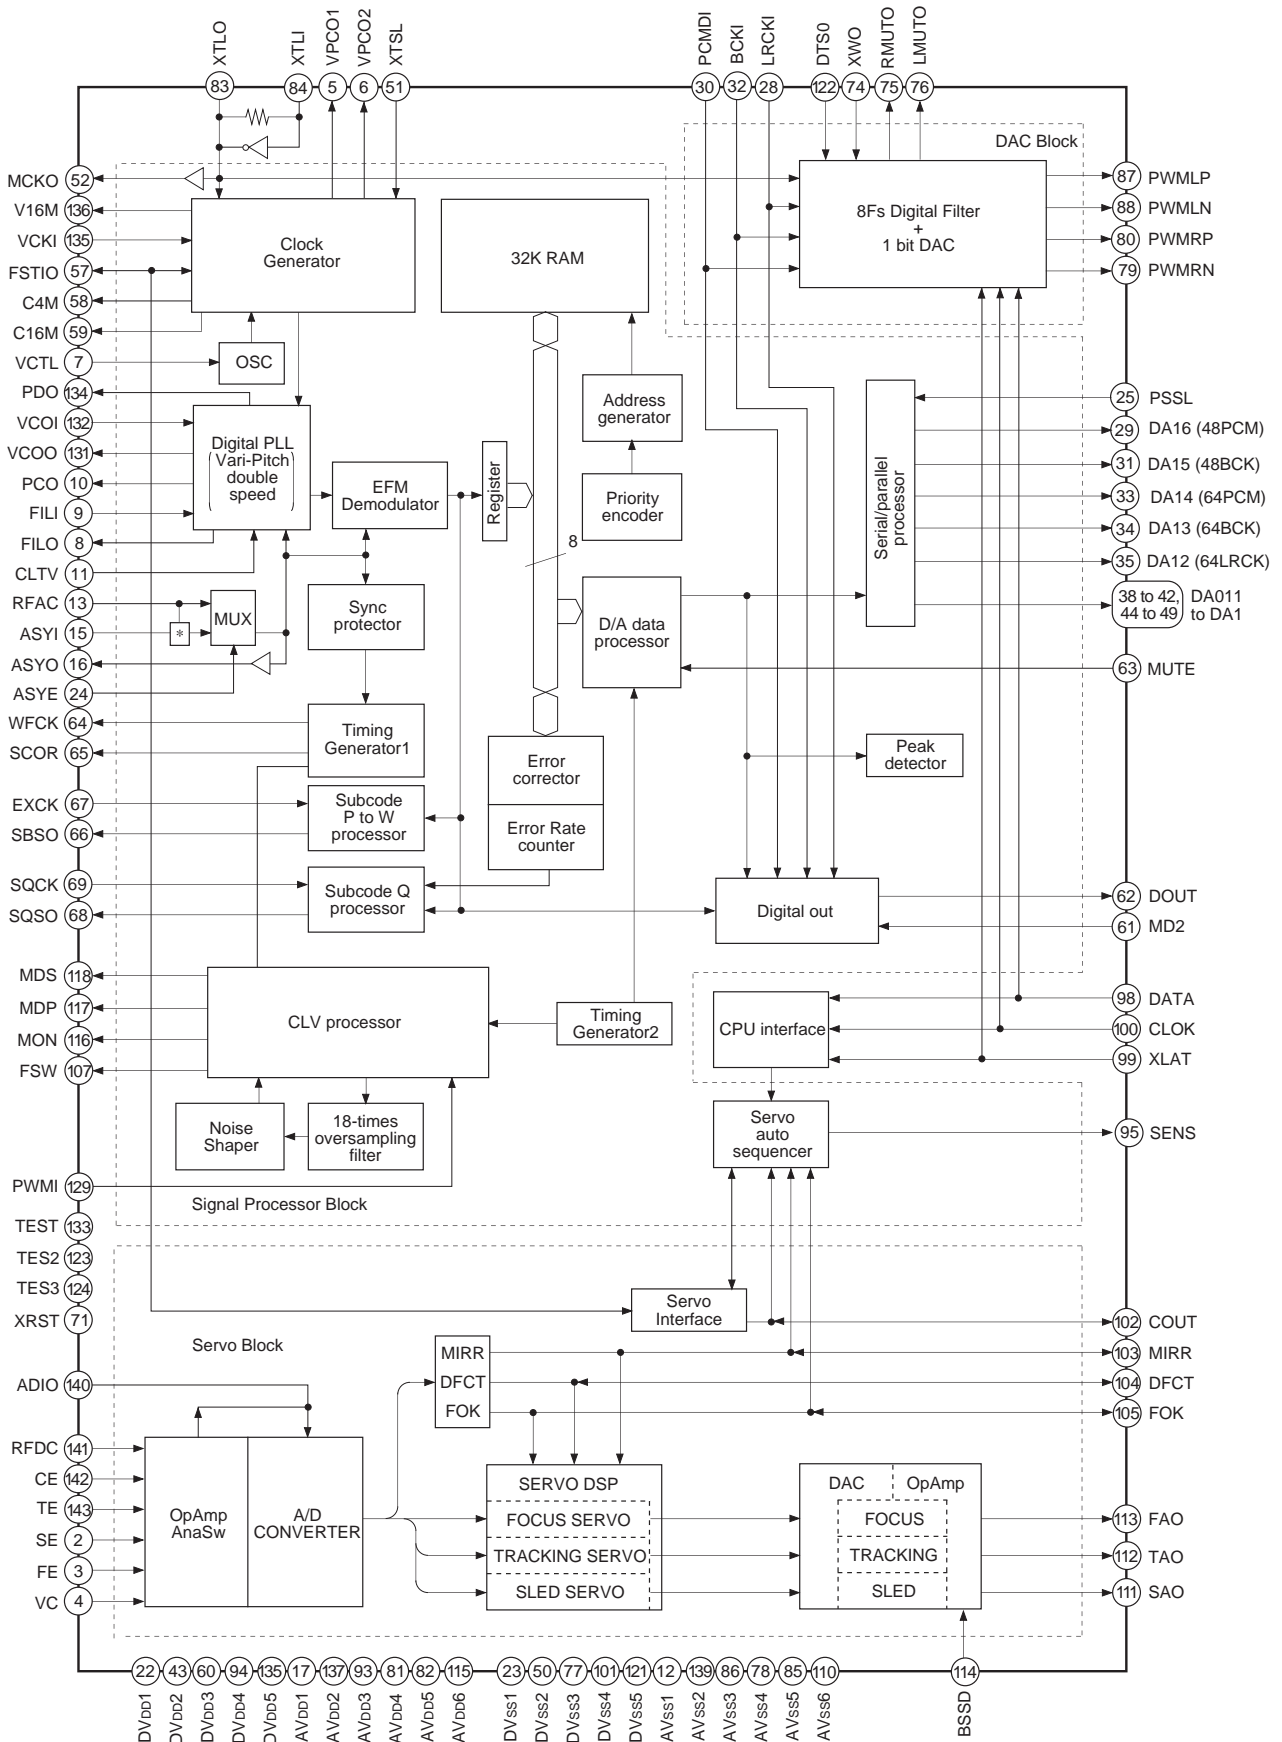 XTLO
XTLI
VPCO1
VPCO2
XTSL
PCMDI
BCKI
LRCKI
DTS0
XWO
RMUTO
LMUTO
83
84
5
6
51
30
32
28
122
74
75
76
DAC Block
MCKO 52
V16M 136
VCKI 135
FSTIO 57
C4M 58
C16M 59
VCTL 7
PDO 134
VCOI 132
VCOO 131
PCO 10
FILI 9
FILO 8
CLTV 11
RFAC 13
ASYI 15
ASYO 16
ASYE 24
WFCK 64
SCOR 65
EXCK 67
SBSO 66
SQCK 69
SQSO 68
MDS 118
MDP 117
MON 116
FSW 107
PWMI 129
TEST 133
TES2 123
TES3 124
XRST 71
ADIO 140
RFDC 141
CE 142
TE 143
SE 2
FE 3
VC 4
Clock
Generator
OSC
32K RAM
8Fs Digital Filter
+
1 bit DAC
Digital PLL
(Vari-Pitch
double
speed)
EFM
Demodulator
Register
Address
generator
Priority
encoder
8
Serial/parallel
processor
MUX
*
Sync
protector
D/A data
processor
Timing
Generator1
Error
corrector
Error Rate
counter
Peak
detector
Subcode
P to W
processor
Subcode Q
processor
Digital out
CLV processor
Timing
Generator2
CPU interface
Noise
Shaper
18-times
oversampling
filter
Servo
auto
sequencer
Signal Processor Block
Servo
Interface
Servo Block
MIRR
DFCT
FOK
OpAmp
AnaSw
A/D
CONVERTER
SERVO DSP
FOCUS SERVO
TRACKING SERVO
SLED SERVO
DAC
OpAmp
FOCUS
TRACKING
SLED
87 PWMLP
88 PWMLN
80 PWMRP
79 PWMRN
25 PSSL
29 DA16 (48PCM)
31 DA15 (48BCK)
33 DA14 (64PCM)
34 DA13 (64BCK)
35 DA12 (64LRCK)
38 to 42, DA011
44 to 49 to DA1
63 MUTE
62 DOUT
61 MD2
98 DATA
100 CLOK
99 XLAT
95 SENS
102 COUT
103 MIRR
104 DFCT
105 FOK
113 FAO
112 TAO
111 SAO
22
43
60
94
135
17
137
93
81
82
115
23
50
77
101
121
12
139
86
78
85
110
114
DVDD1
DVDD2
DVDD3
DVDD4
DVDD5
AVDD1
AVDD2
AVDD3
AVDD4
AVDD5
AVDD6
DVSS1
DVSS2
DVSS3
DVSS4
DVSS5
AVSS1
AVSS2
AVSS3
AVSS4
AVSS5
AVSS6
BSSD